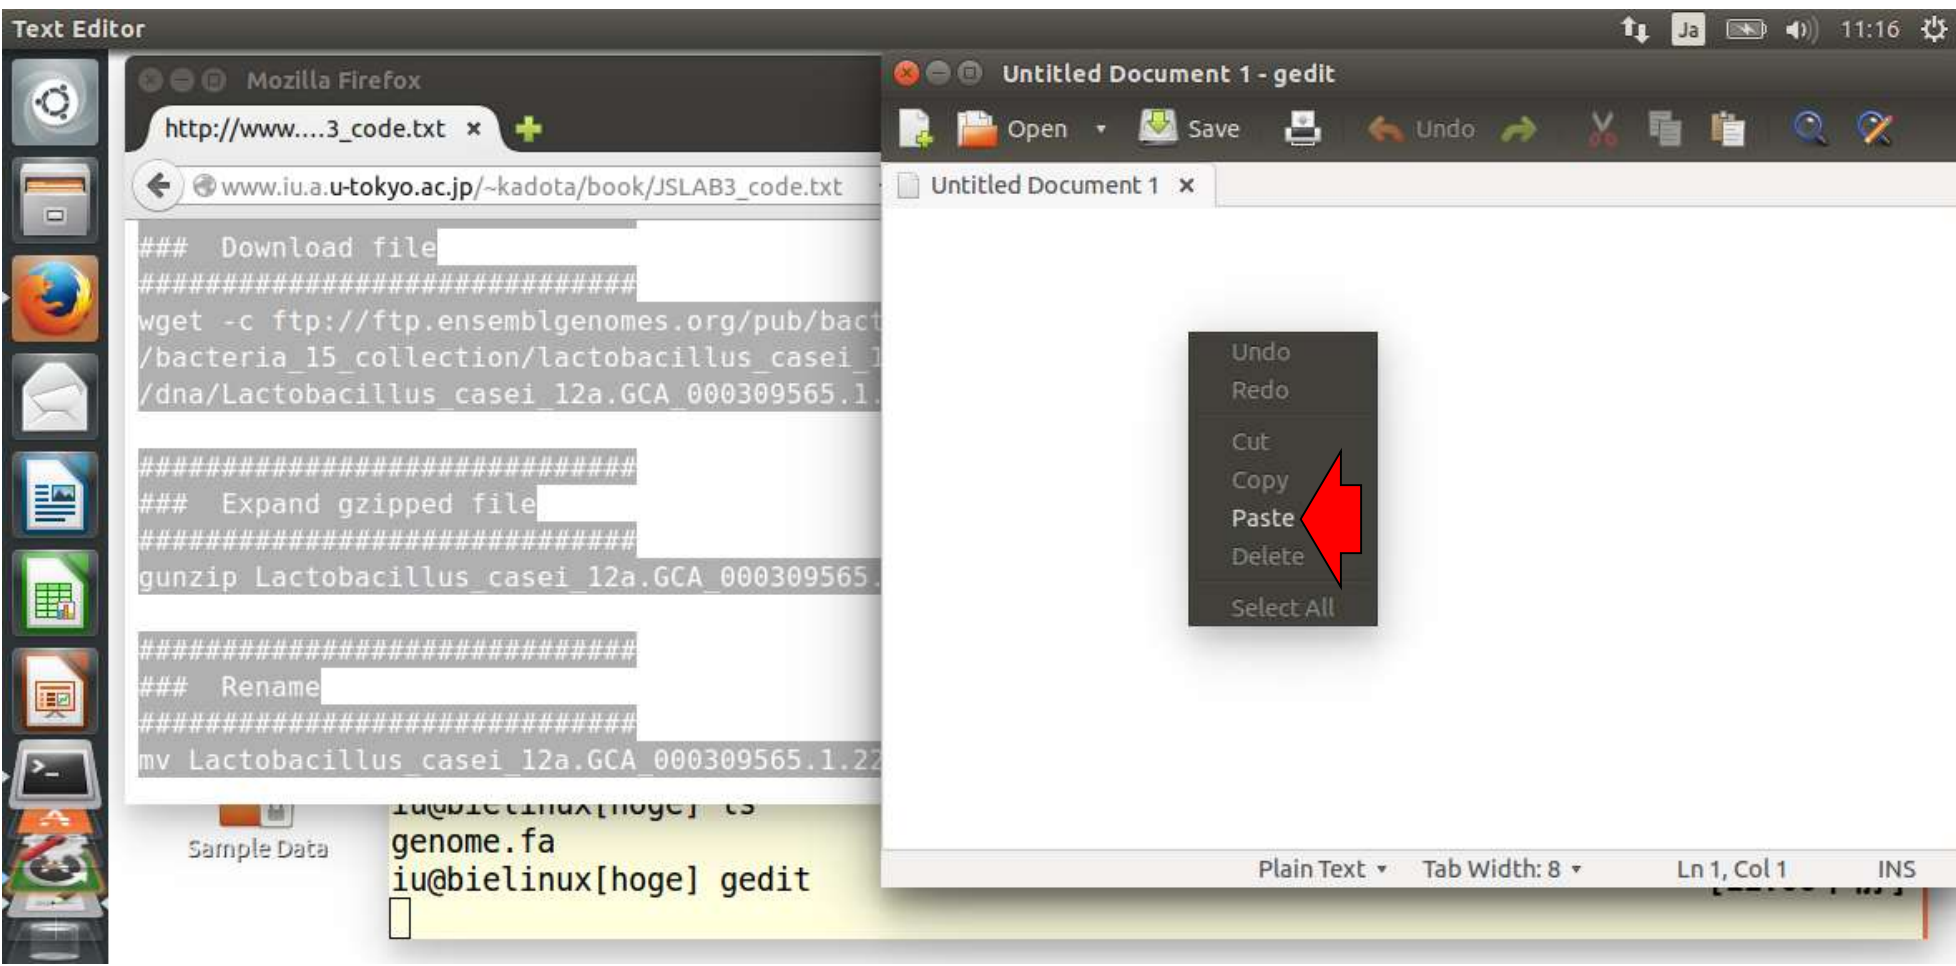 Text Editor
Ja
11:16
Mozilla Firefox
http://www....3_code.txt
www.iu.a.u-tokyo.ac.jp/~kadota/book/JSLAB3_code.txt
### Download file
##############################
wget -c ftp://ftp.ensemblgenomes.org/pub/bact
/bacteria_15_collection/lactobacillus_casei_1
/dna/Lactobacillus_casei_12a.GCA_000309565.1.
##############################
### Expand gzipped file
##############################
gunzip Lactobacillus_casei_12a.GCA_000309565.
##############################
### Rename
##############################
mv Lactobacillus_casei_12a.GCA_000309565.1.22
Sample Data
iu@bielinux[hoge] ls
genome.fa
iu@bielinux[hoge] gedit
Untitled Document 1 - gedit
Open
Save
Undo
Untitled Document 1
Undo
Redo
Cut
Copy
Paste
Delete
Select All
Plain Text
Tab Width: 8
Ln 1, Col 1
INS